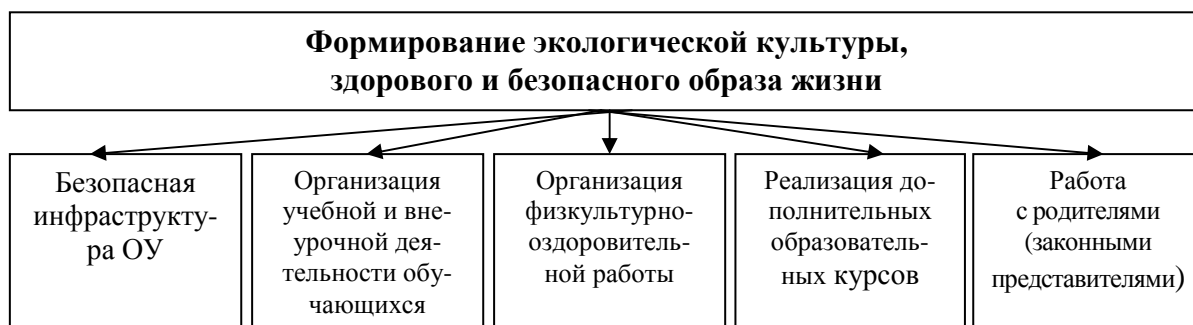 Формирование экологической культуры,
здорового и безопасного образа жизни
Безопасная
инфраструкту-
ра ОУ
Организация
учебной и вне-
урочной дея-
тельности обу-
чающихся
Организация
физкультурно-
оздоровитель-
ной работы
Реализация до-
полнительных
образователь-
ных курсов
Работа
с родителями
(законными
представителями)